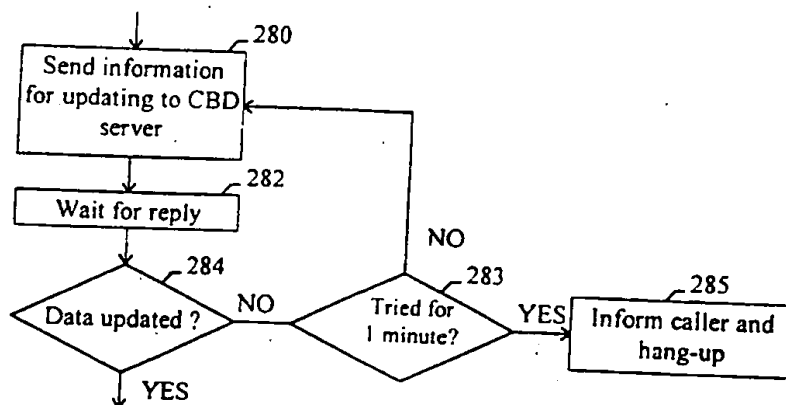 280
Send information
for updating to CBD
server
282
Wait for reply
NO
284
283
285
Data updated ?
NO
Tried for
1 minute?
YES
Inform caller and
hang-up
YES